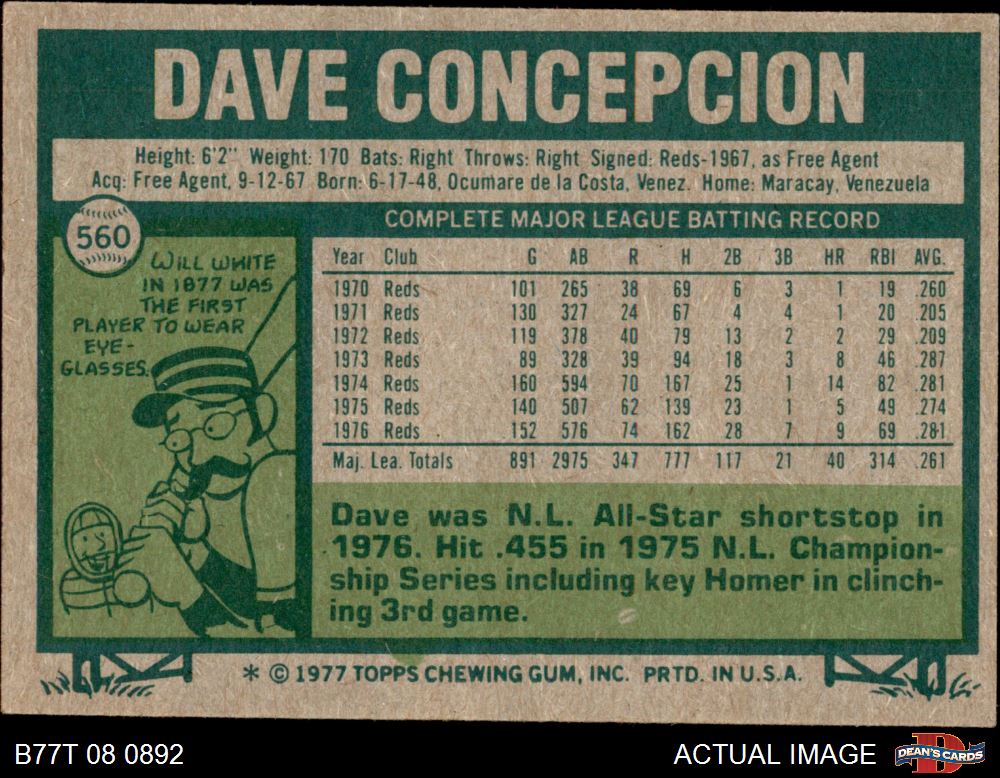 DAVE CONCEPCION
Height: 6'2" Weight: 170 Bats: Right Throws: Right Signed: Reds-1967, as Free Agent
Acq: Free Agent, 9-12-67 Born: 6-17-48, Ocumare de la Costa, Venez. Home: Maracay, Venezuela
560
WILL WHITE
IN 1877 WAS
THE FIRST
PLAYER TO WEAR
EYE-
GLASSES.
COMPLETE MAJOR LEAGUE BATTING RECORD
Year Club G AB R H 2B 3B HR RBI AVG.
1970 Reds 101 265 38 69 6 3 1 19 .260
1971 Reds 130 327 24 67 4 4 1 20 .205
1972 Reds 119 378 40 79 13 2 2 29 .209
1973 Reds 89 328 39 94 18 3 8 46 .287
1974 Reds 160 594 70 167 25 1 14 82 .281
1975 Reds 140 507 62 139 23 1 5 49 .274
1976 Reds 152 576 74 162 28 7 9 69 .281
Maj. Lea. Totals 891 2975 347 777 117 21 40 314 .261
Dave was N.L. All-Star shortstop in
1976. Hit .455 in 1975 N.L. Champion-
ship Series including key Homer in clinch-
ing 3rd game.
* © 1977 TOPPS CHEWING GUM, INC. PRTD. IN U.S.A.
B77T 08 0892
ACTUAL IMAGE
D
DEAN'S CARDS